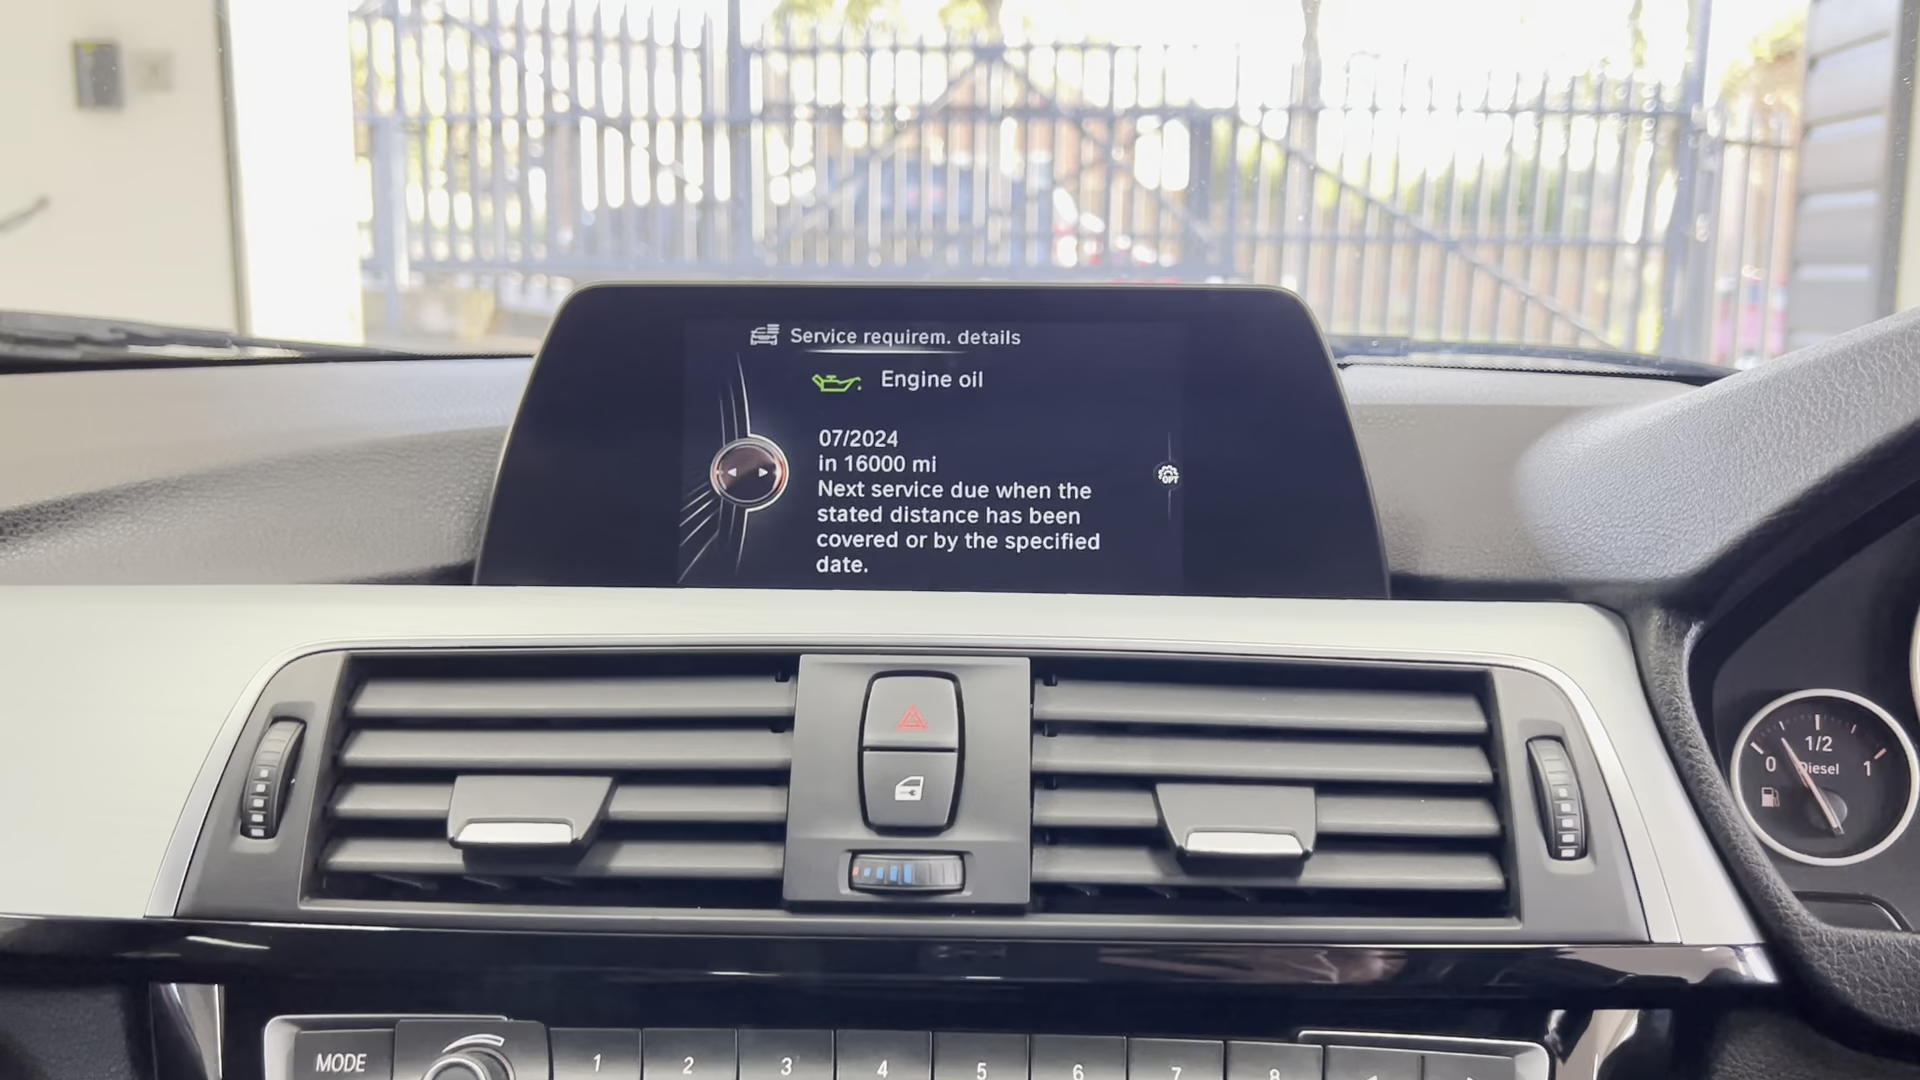 Service requirem. details
Engine oil
07/2024
in 16000 mi
Next service due when the
stated distance has been
covered or by the specified
date.
OPT
1/2
0 Diesel 1
MODE 1 2 3 4 5 6 7 8